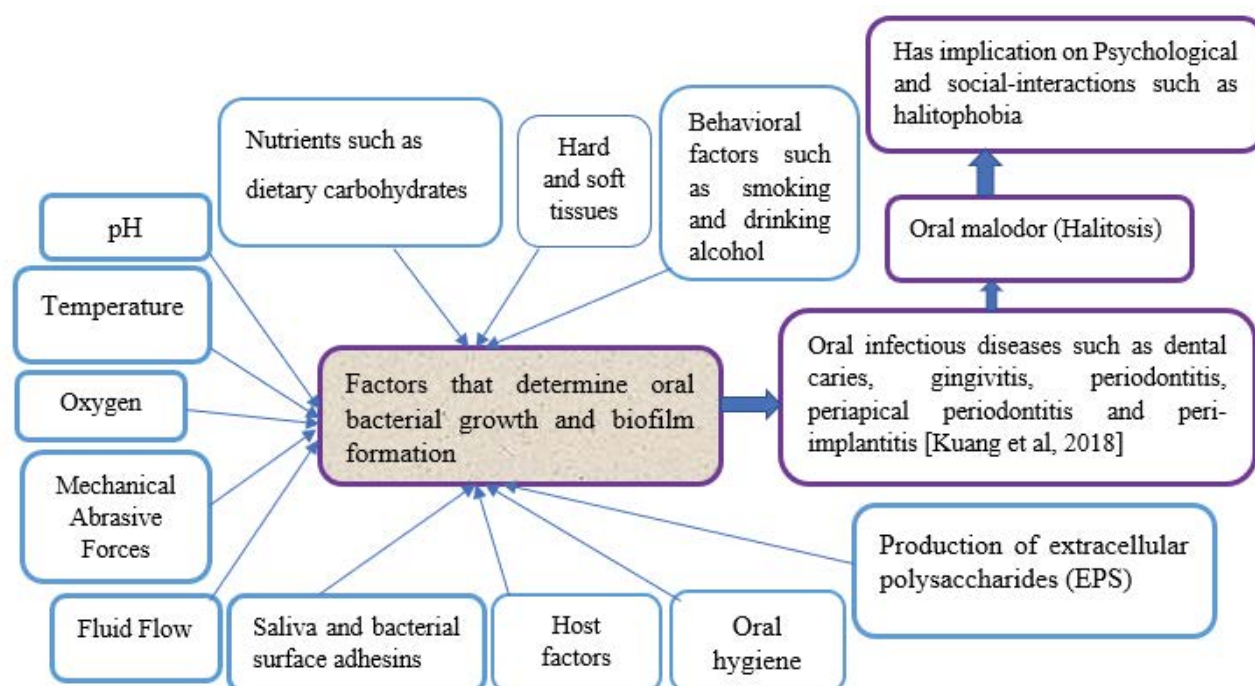 Has implication on Psychological
and social-interactions such as
halitophobia
Nutrients such as
dietary carbohydrates
Hard
and soft
tissues
Behavioral
factors such
as smoking
and drinking
alcohol
pH
Oral malodor (Halitosis)
Temperature
Oxygen
Factors that determine oral
bacterial growth and biofilm
formation
Oral infectious diseases such as dental
caries, gingivitis, periodontitis,
periapical periodontitis and peri-
implantitis [Kuang et al, 2018]
Mechanical
Abrasive
Forces
Production of extracellular
polysaccharides (EPS)
Fluid Flow
Saliva and bacterial
surface adhesins
Host
factors
Oral
hygiene